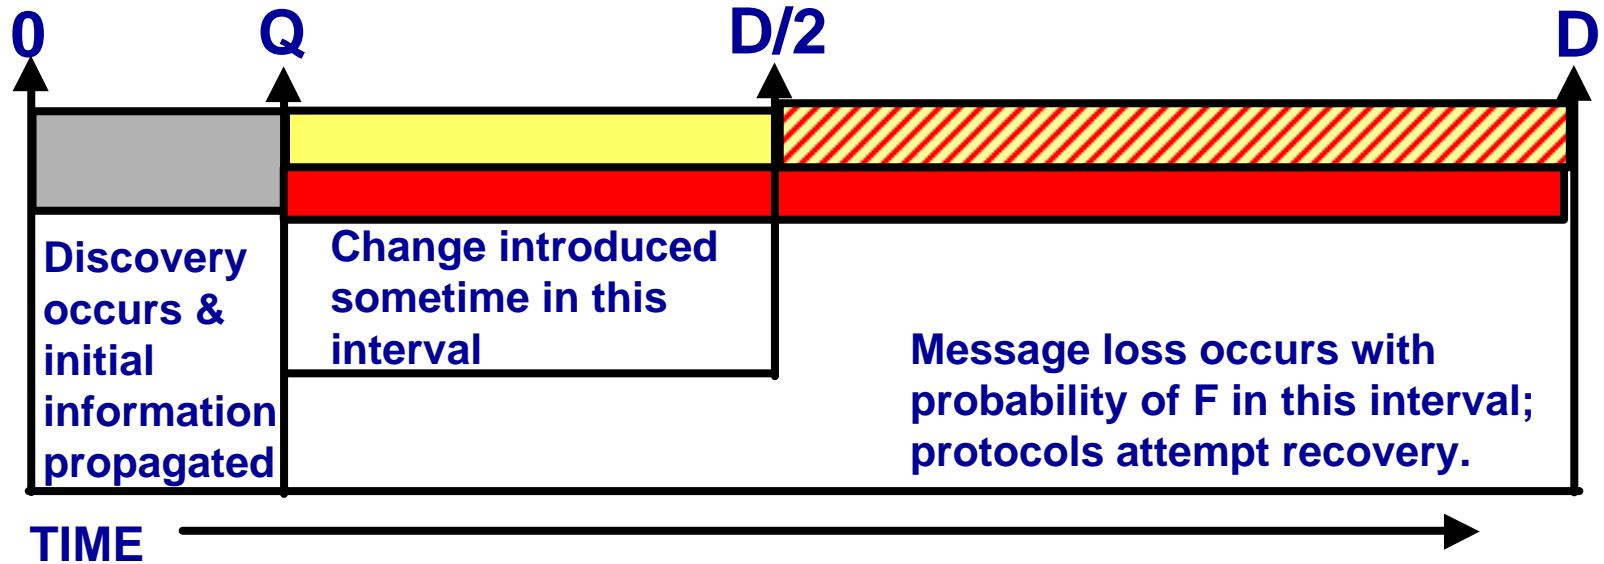 0
Q
D/2
D
Discovery
occurs &
initial
information
propagated
Change introduced
sometime in this
interval
Message loss occurs with
probability of F in this interval;
protocols attempt recovery.
TIME